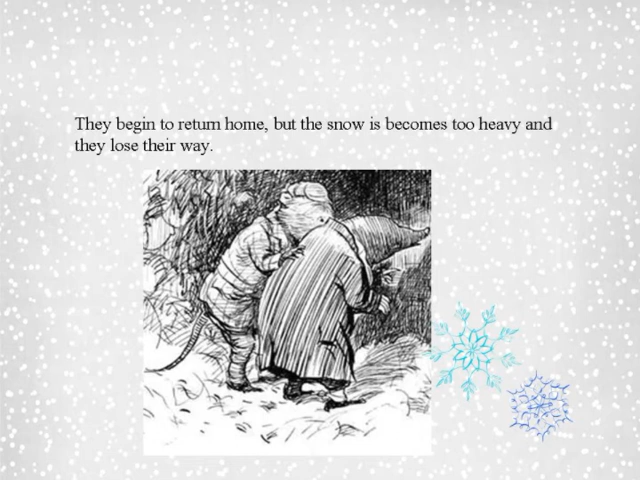 They begin to return home, but the snow is becomes too heavy and
they lose their way.